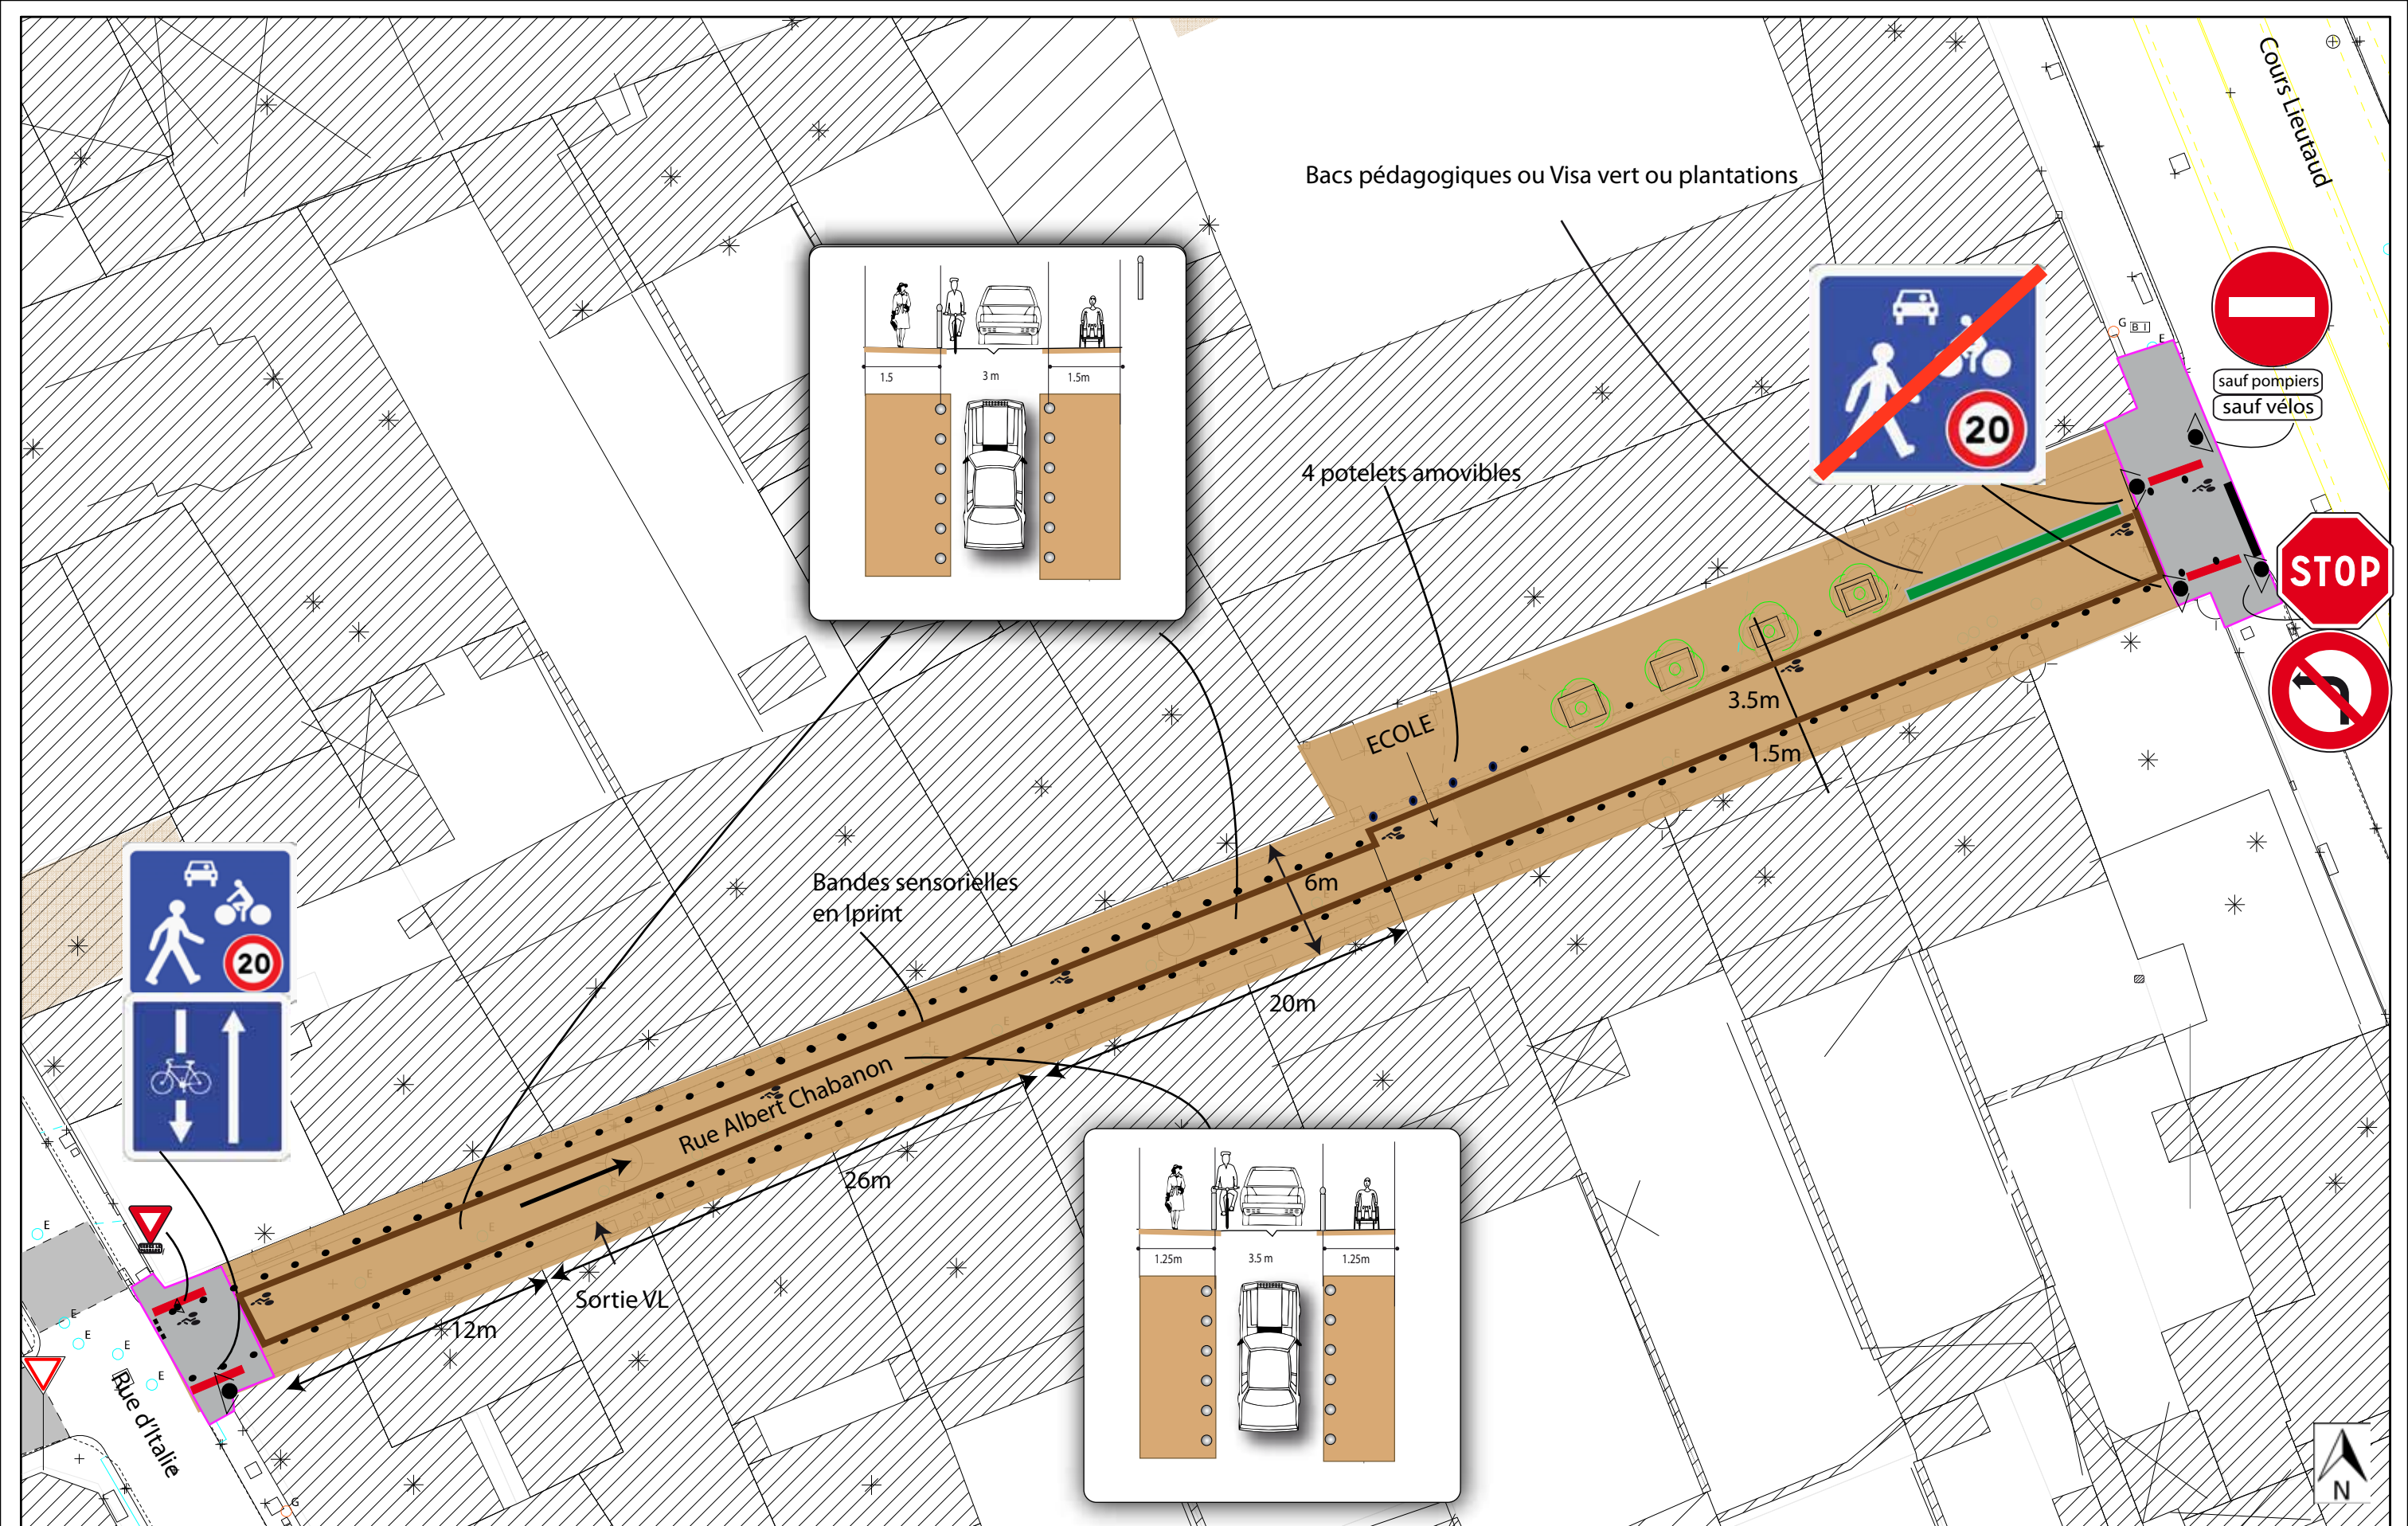 Cours Lieutaud
Bacs pédagogiques ou Visa vert ou plantations
G
B I
E
sauf pompiers
sauf vélos
20
1.5
3 m
1.5m
4 potelets amovibles
STOP
ECOLE
3.5m
1.5m
Bandes sensorielles
en Iprint
6m
20
20m
Rue Albert Chabanon
26m
Sortie VL
12m
1.25m
3.5 m
1.25m
E
E
E
E
E
Rue d'Italie
G
N